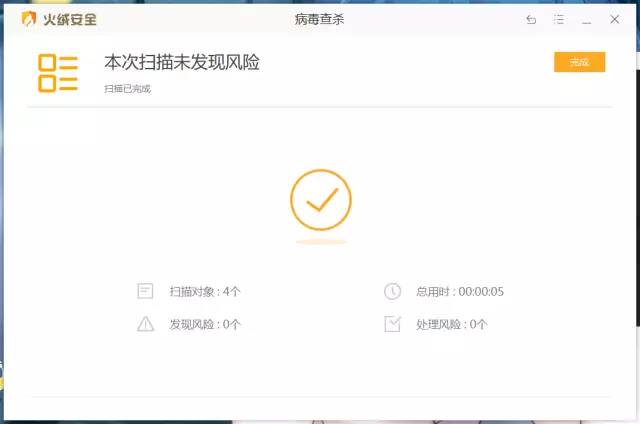 火绒安全
病毒查杀
本次扫描未发现风险
完成
扫描已完成
扫描对象 : 4个
总用时 : 00:00:05
发现风险 : 0个
处理风险 : 0个